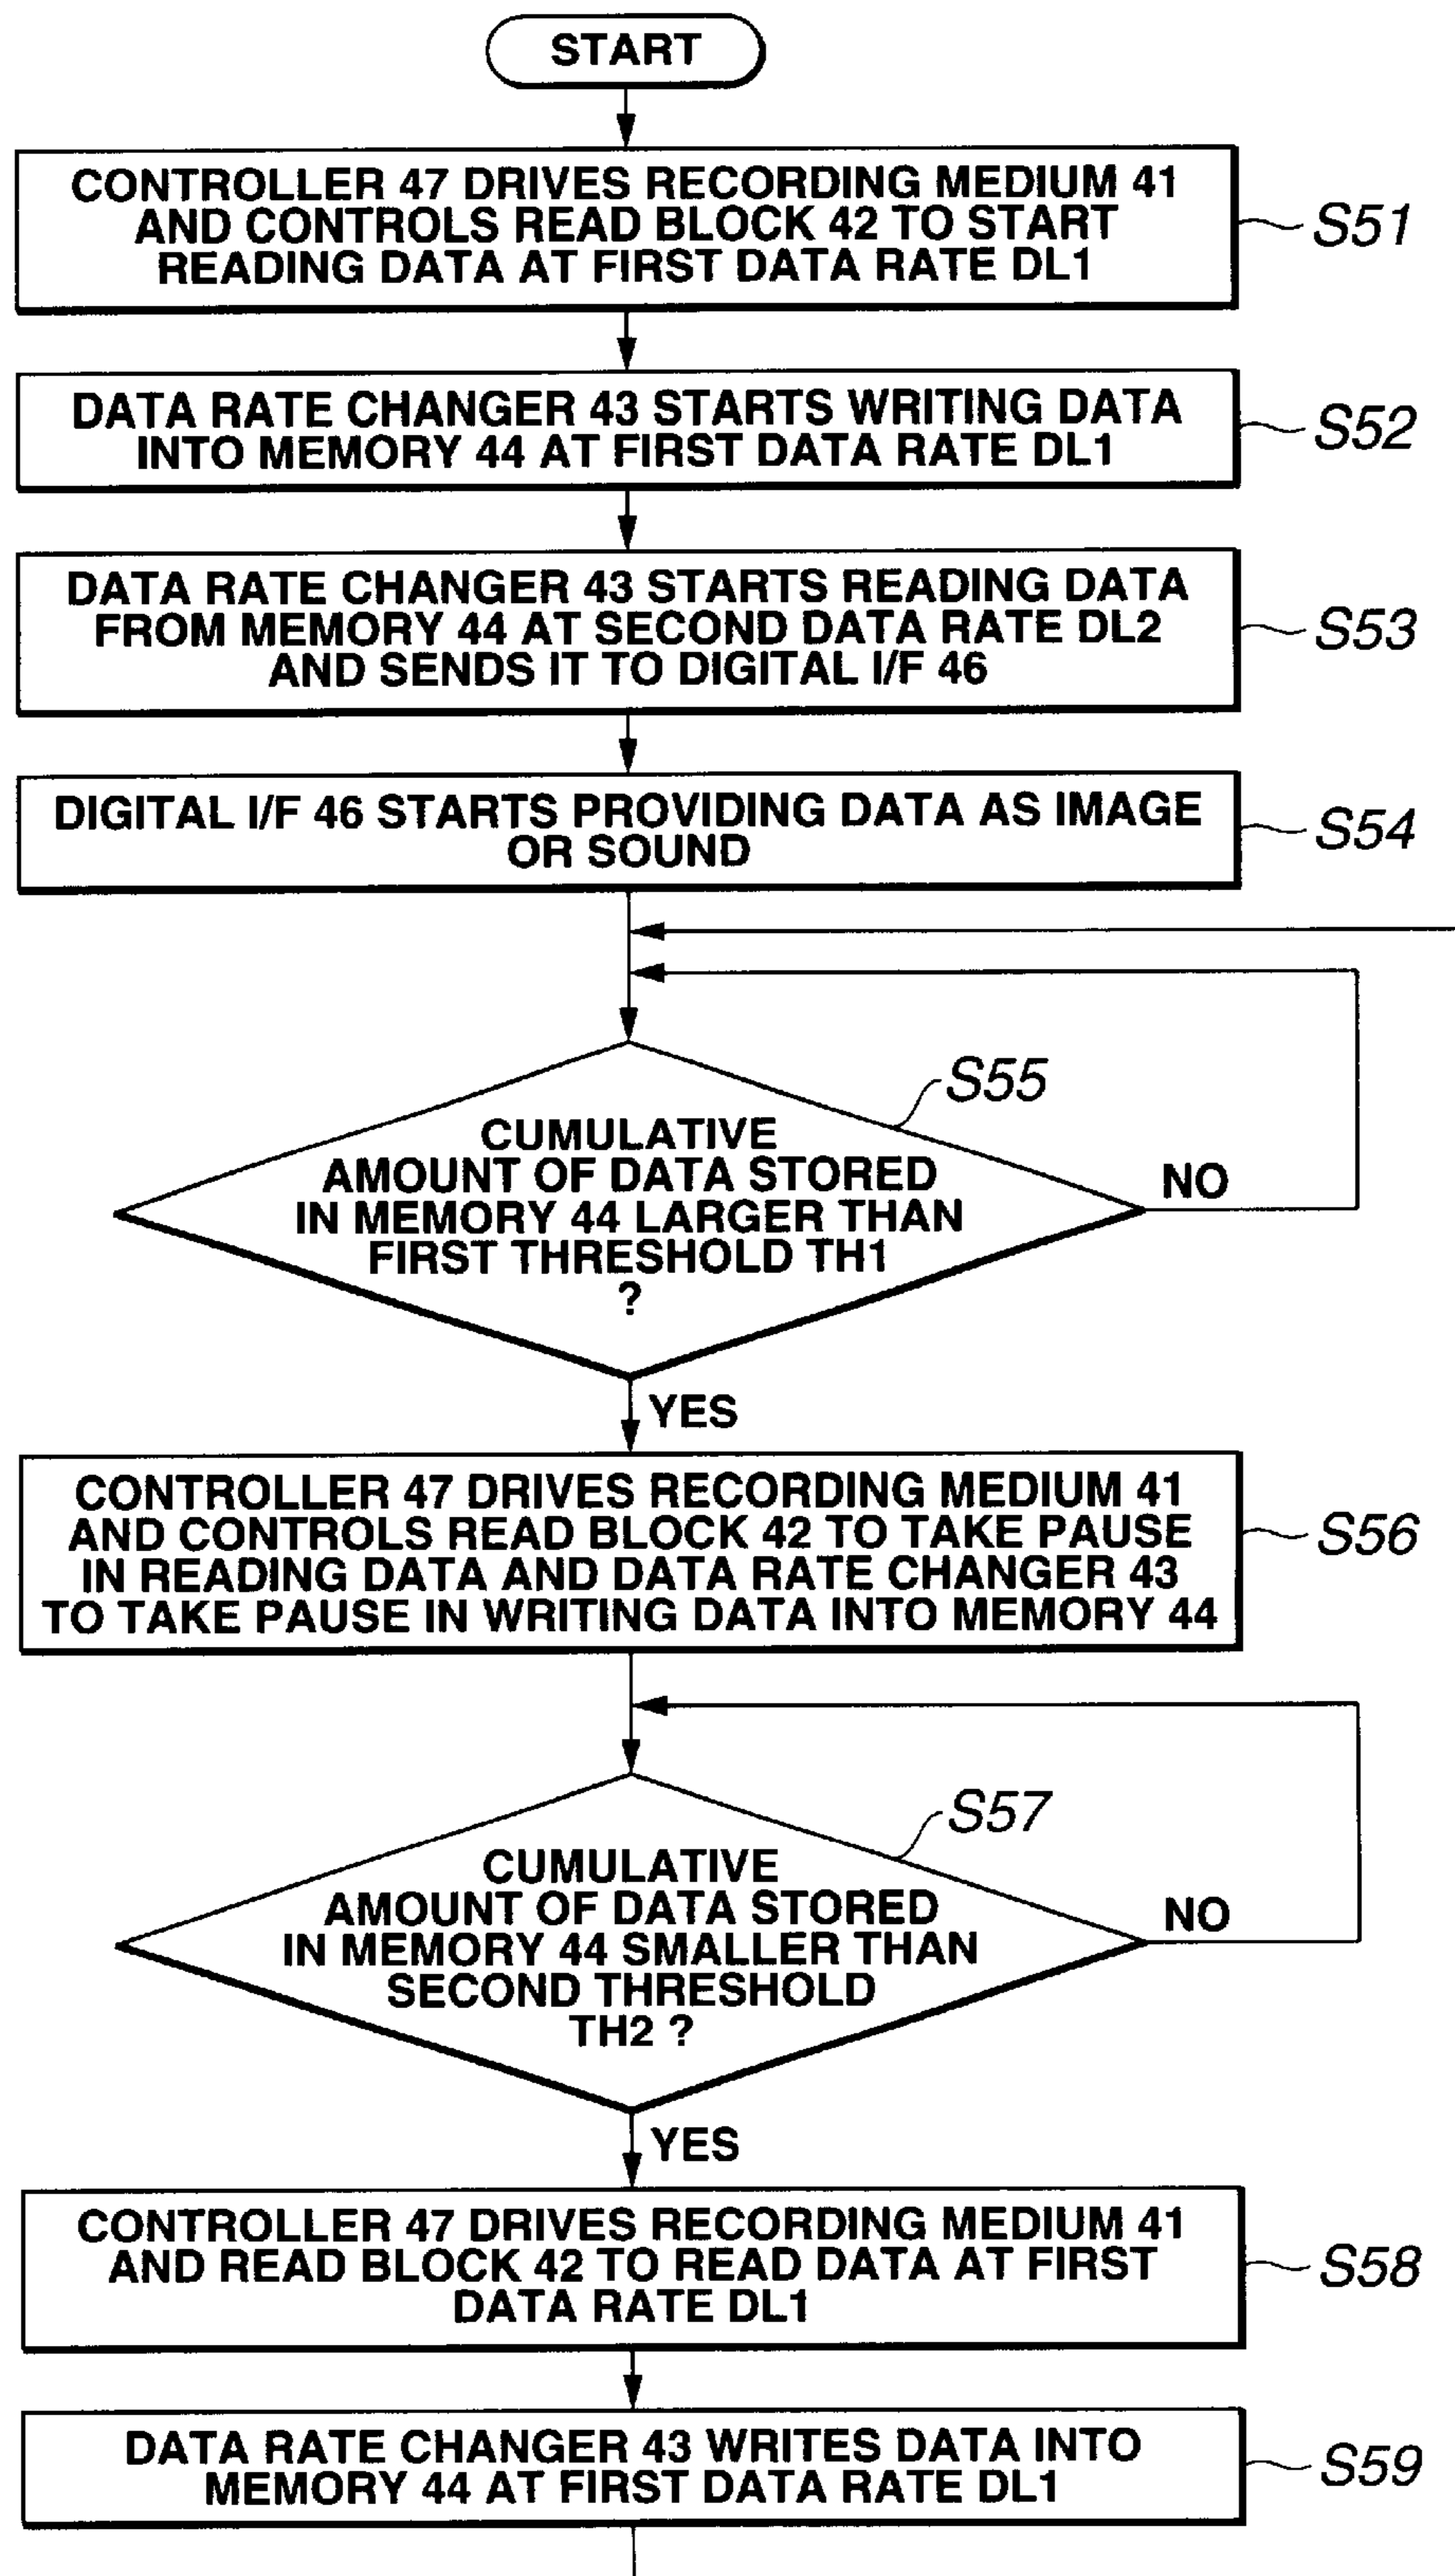 START
CONTROLLER 47 DRIVES RECORDING MEDIUM 41
AND CONTROLS READ BLOCK 42 TO START
READING DATA AT FIRST DATA RATE DL1
S51
DATA RATE CHANGER 43 STARTS WRITING DATA
INTO MEMORY 44 AT FIRST DATA RATE DL1
S52
DATA RATE CHANGER 43 STARTS READING DATA
FROM MEMORY 44 AT SECOND DATA RATE DL2
AND SENDS IT TO DIGITAL I/F 46
S53
DIGITAL I/F 46 STARTS PROVIDING DATA AS IMAGE
OR SOUND
S54
S55
CUMULATIVE
AMOUNT OF DATA STORED
IN MEMORY 44 LARGER THAN
FIRST THRESHOLD TH1
?
NO
YES
CONTROLLER 47 DRIVES RECORDING MEDIUM 41
AND CONTROLS READ BLOCK 42 TO TAKE PAUSE
IN READING DATA AND DATA RATE CHANGER 43
TO TAKE PAUSE IN WRITING DATA INTO MEMORY 44
S56
S57
CUMULATIVE
AMOUNT OF DATA STORED
IN MEMORY 44 SMALLER THAN
SECOND THRESHOLD
TH2 ?
NO
YES
CONTROLLER 47 DRIVES RECORDING MEDIUM 41
AND READ BLOCK 42 TO READ DATA AT FIRST
DATA RATE DL1
S58
DATA RATE CHANGER 43 WRITES DATA INTO
MEMORY 44 AT FIRST DATA RATE DL1
S59